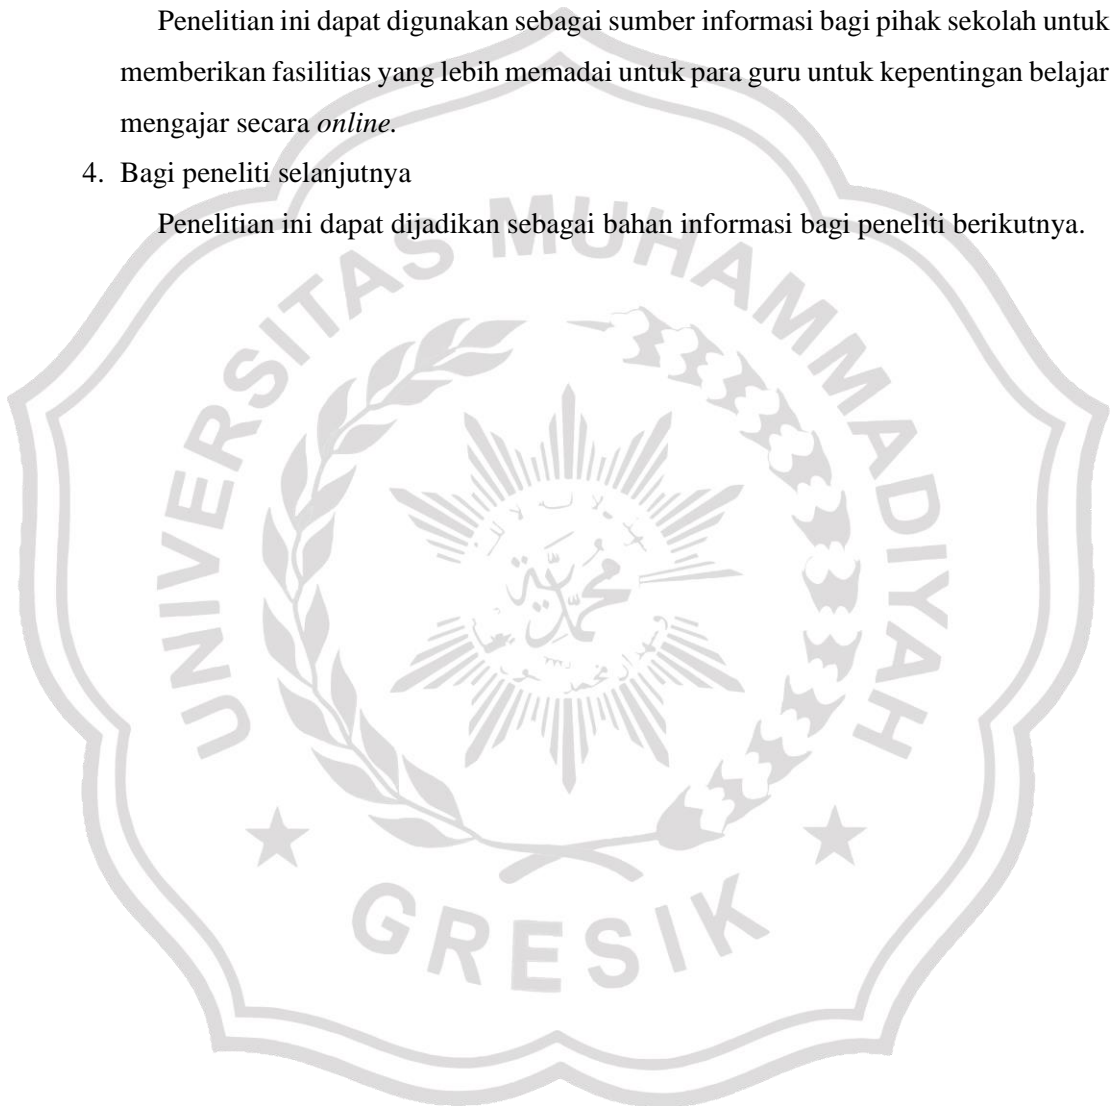 Penelitian ini dapat digunakan sebagai sumber informasi bagi pihak sekolah untuk
memberikan fasilitias yang lebih memadai untuk para guru untuk kepentingan belajar
mengajar secara online.
4. Bagi peneliti selanjutnya
Penelitian ini dapat dijadikan sebagai bahan informasi bagi peneliti berikutnya.
UNIVERSITAS MUHAMMADIYAH
محمدية
GRESIK